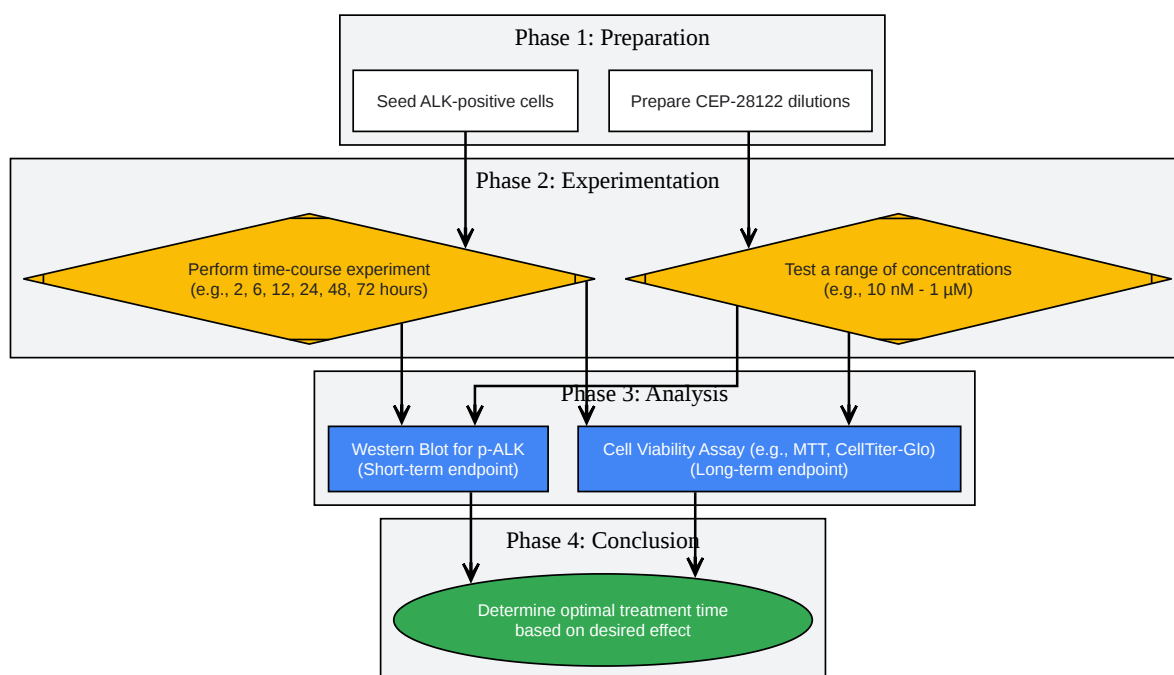 Phase 1: Preparation
Seed ALK-positive cells
Prepare CEP-28122 dilutions
Phase 2: Experimentation
Perform time-course experiment
(e.g., 2, 6, 12, 24, 48, 72 hours)
Test a range of concentrations
(e.g., 10 nM - 1 µM)
Phase 3: Analysis
Western Blot for p-ALK
(Short-term endpoint)
Cell Viability Assay (e.g., MTT, CellTiter-Glo)
(Long-term endpoint)
Phase 4: Conclusion
Determine optimal treatment time
based on desired effect